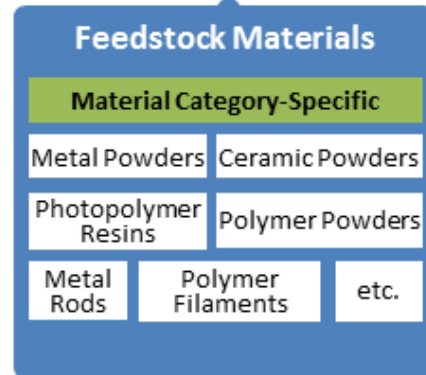 Feedstock Materials
Material Category-Specific
Metal Powders
Ceramic Powders
Photopolymer
Resins
Polymer Powders
Metal
Rods
Polymer
Filaments
etc.